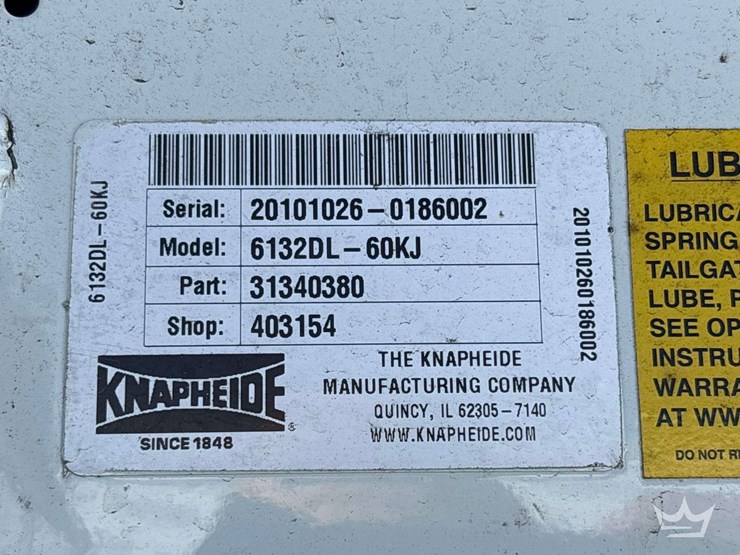 6132DL-60KJ
Serial: 20101026-0186002
Model: 6132DL-60KJ
Part: 31340380
Shop: 403154
201010260186002
KNAPHEIDE®
SINCE 1848
THE KNAPHEIDE
MANUFACTURING COMPANY
QUINCY, IL 62305-7140
WWW.KNAPHEIDE.COM
LUB
LUBRICA
SPRING
TAILGAT
LUBE, P
SEE OP
INSTRU
WARRA
AT WW
DO NOT RE